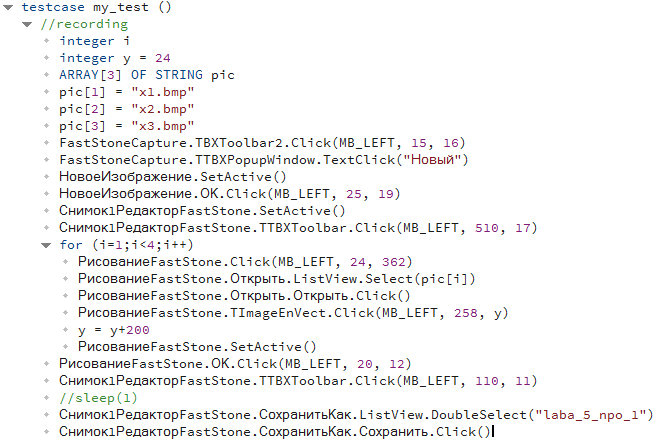 testcase my_test ()
//recording
integer i
integer y = 24
ARRAY[3] OF STRING pic
pic[1] = "x1.bmp"
pic[2] = "x2.bmp"
pic[3] = "x3.bmp"
FastStoneCapture.TBXToolbar2.Click(MB_LEFT, 15, 16)
FastStoneCapture.TTBXPopupWindow.TextClick("Новый")
НовоеИзображение.SetActive()
НовоеИзображение.OK.Click(MB_LEFT, 25, 19)
Снимок1РедакторFastStone.SetActive()
Снимок1РедакторFastStone.TTBXToolbar.Click(MB_LEFT, 510, 17)
for (i=1;i<4;i++)
РисованиеFastStone.Click(MB_LEFT, 24, 362)
РисованиеFastStone.Открыть.ListView.Select(pic[i])
РисованиеFastStone.Открыть.Открыть.Click()
РисованиеFastStone.TImageEnVect.Click(MB_LEFT, 258, y)
y = y+200
РисованиеFastStone.SetActive()
РисованиеFastStone.OK.Click(MB_LEFT, 20, 12)
Снимок1РедакторFastStone.TTBXToolbar.Click(MB_LEFT, 110, 11)
//sleep(1)
Снимок1РедакторFastStone.СохранитьКак.ListView.DoubleSelect("laba_5_npo_1")
Снимок1РедакторFastStone.СохранитьКак.Сохранить.Click()